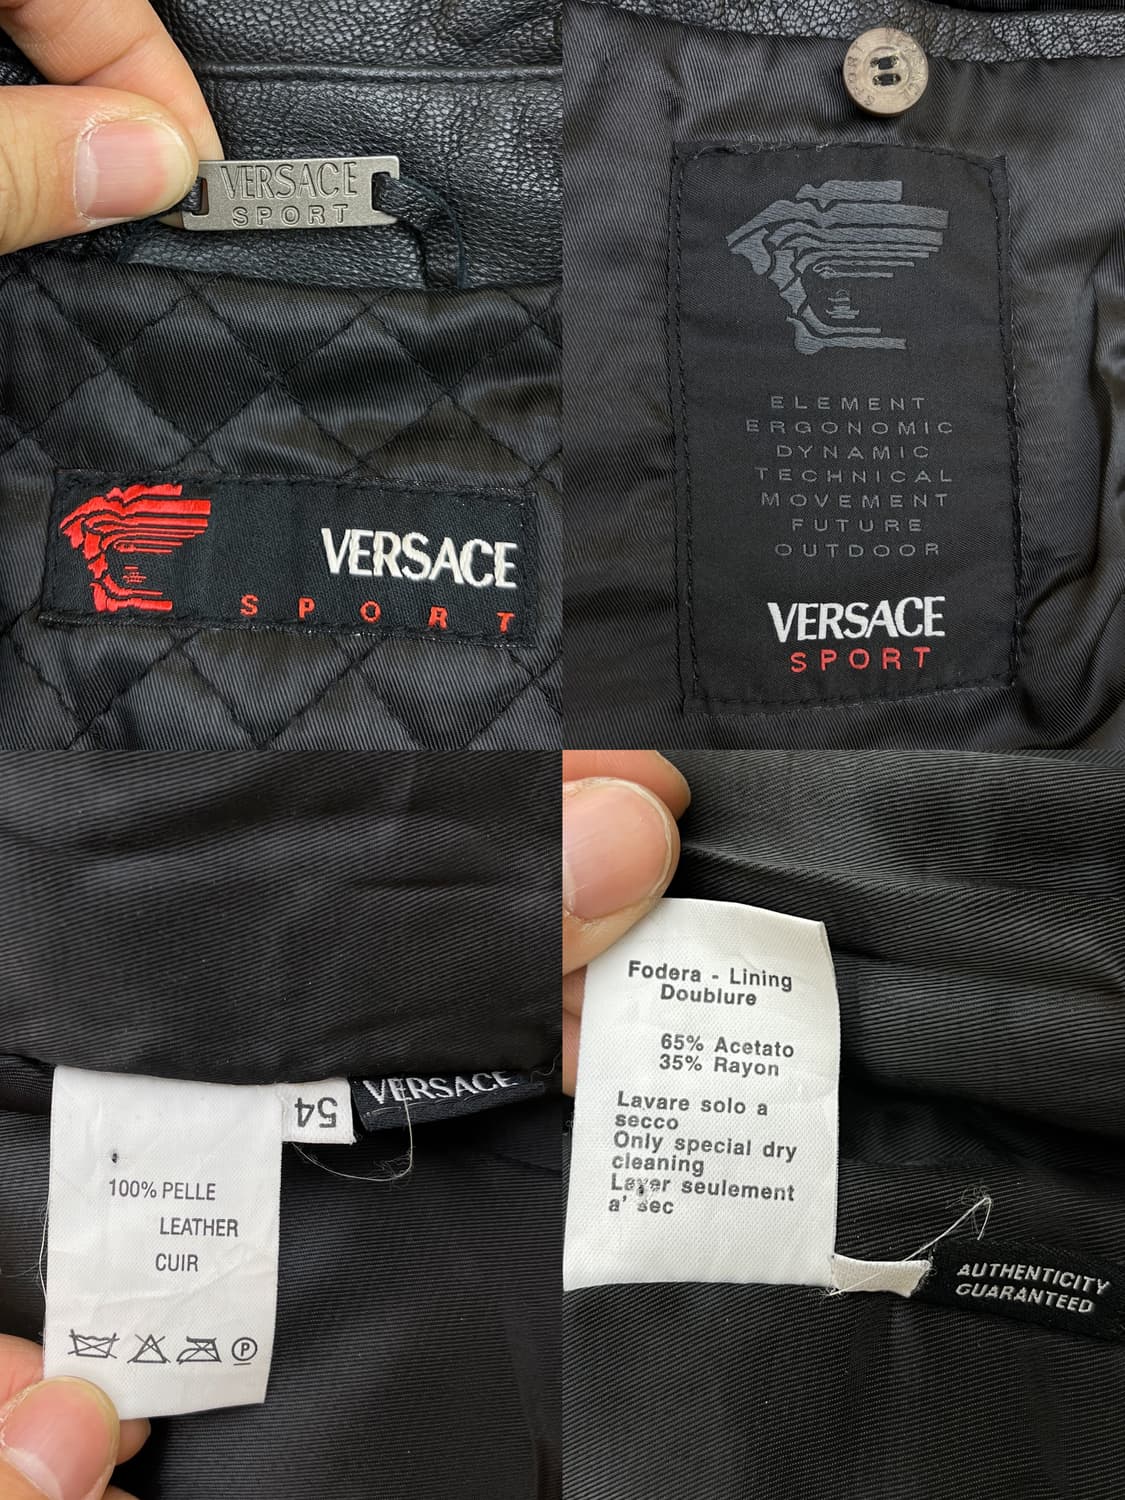 VERSACE
SPORT
VERSACE
SPORT
ELEMENT
ERGONOMIC
DYNAMIC
TECHNICAL
MOVEMENT
FUTURE
OUTDOOR
VERSACE
SPORT
54
VERSACE
100% PELLE
LEATHER
CUIR
P
Fodera - Lining
Doublure
65% Acetato
35% Rayon
Lavare solo a
secco
Only special dry
cleaning
Laver seulement
a' sec
AUTHENTICITY
GUARANTEED